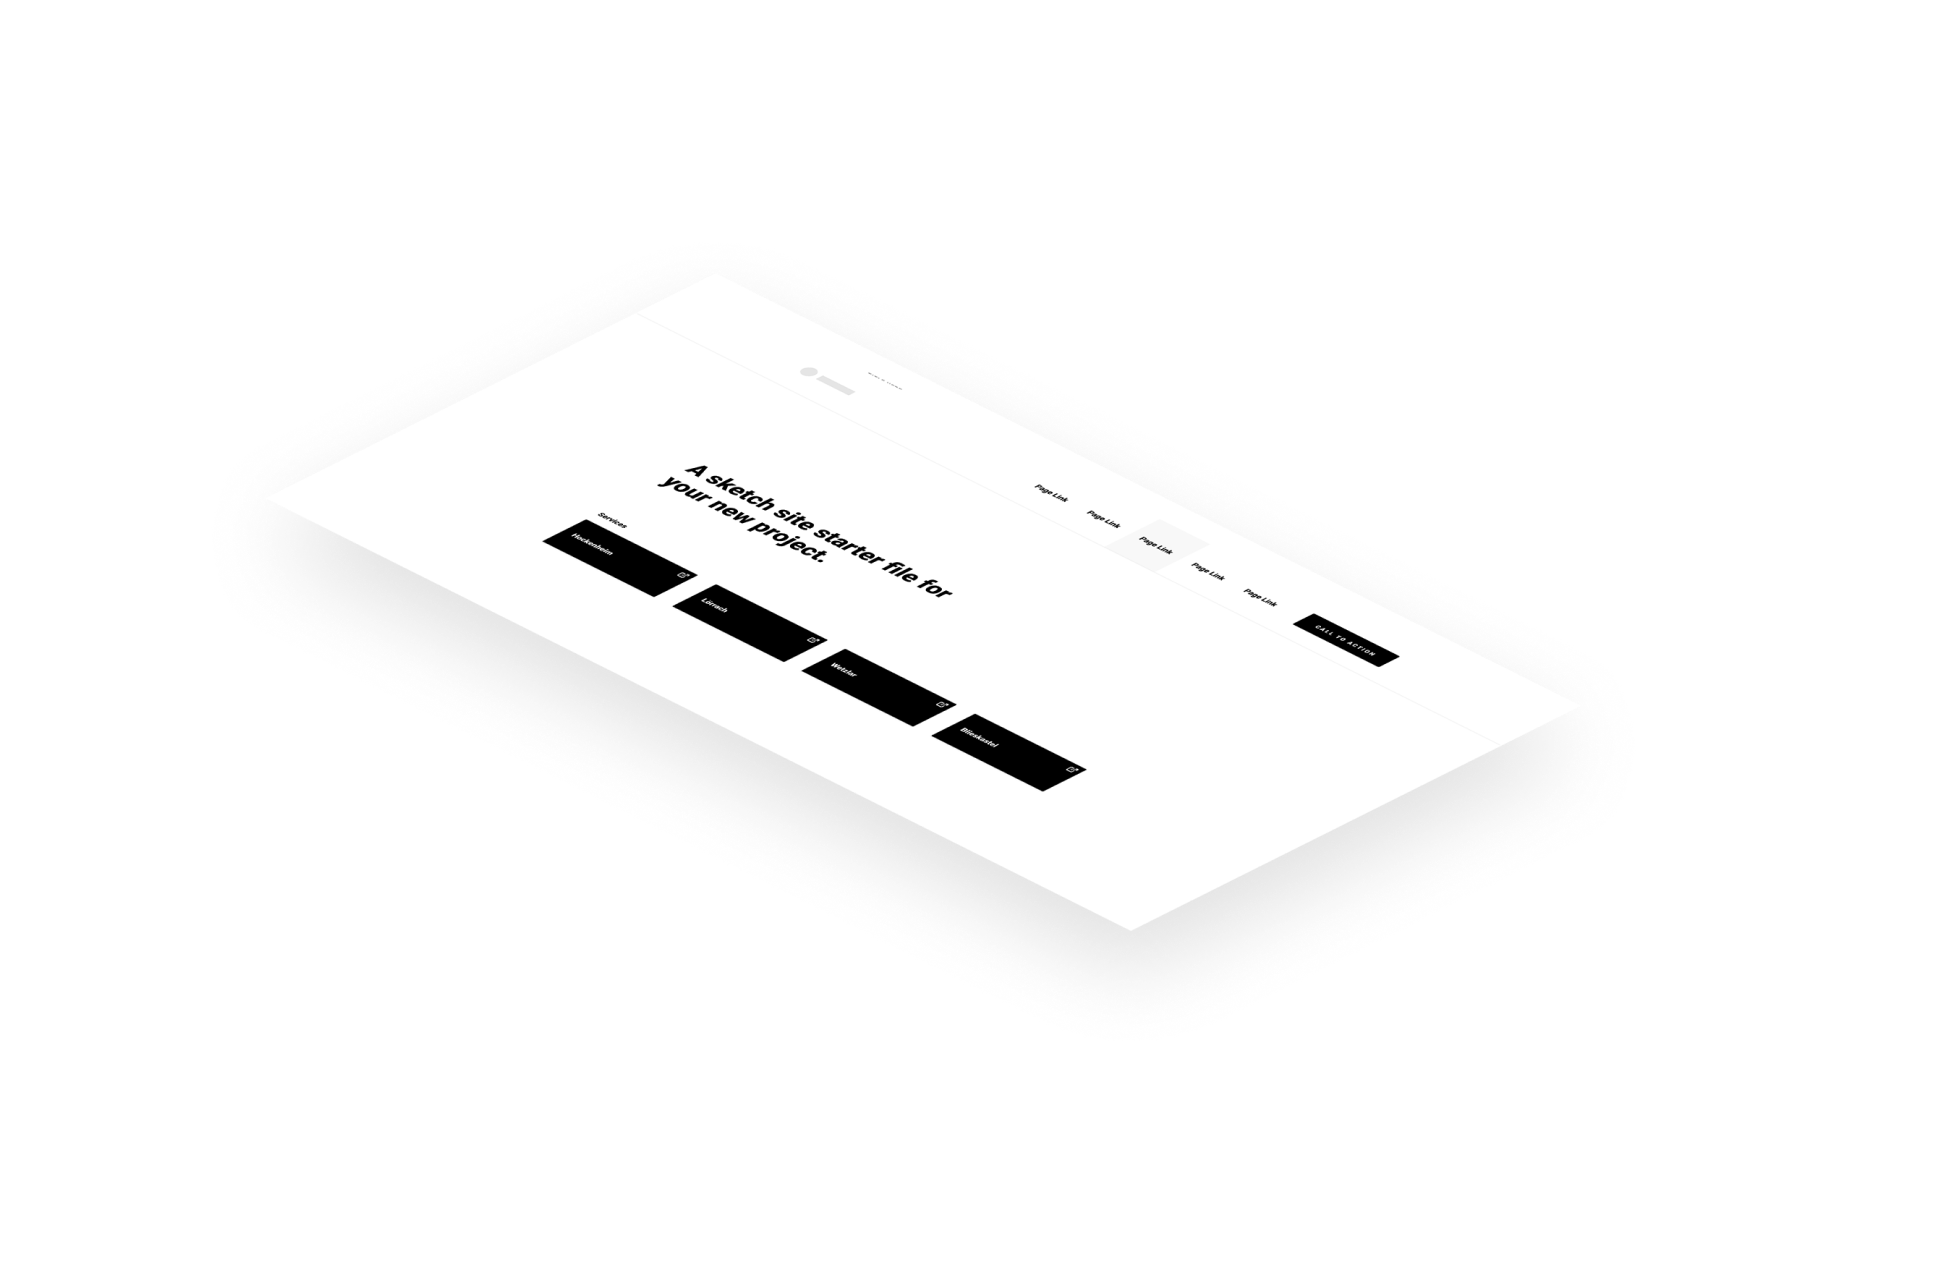 Page Link
Page Link
Page Link
Page Link
Page Link
CALL TO ACTION
A sketch site starter file for
your new project.
Services
Hockenheim
Lörrach
Wetzlar
Blieskastel